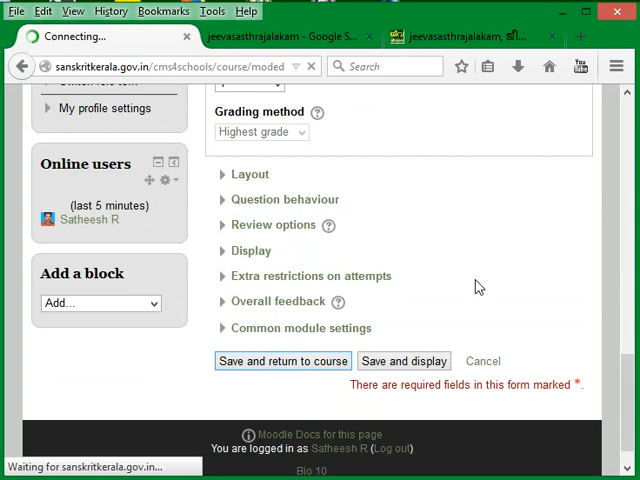 File Edit View History Bookmarks Tools Help
Connecting...
jeevasasthrajalakam - Google S...
jeevasasthrajalakam, ജീ...
sanskritkerala.gov.in/cms4schools/course/moded
Search
You
My profile settings
Grading method
Highest grade
Online users
(last 5 minutes)
Satheesh R
Add a block
Add...
Layout
Question behaviour
Review options
Display
Extra restrictions on attempts
Overall feedback
Common module settings
Save and return to course
Save and display
Cancel
There are required fields in this form marked *.
Moodle Docs for this page
You are logged in as Satheesh R (Log out)
Bio 10
Waiting for sanskritkerala.gov.in...